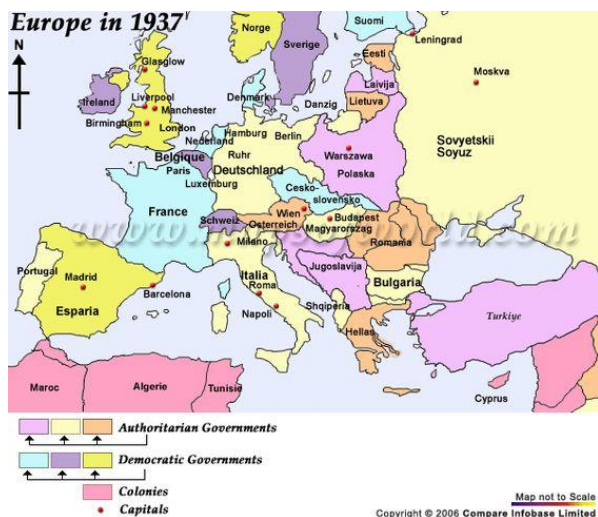 Europe in 1937
N
Norge
Suomi
Leningrad
Sverige
Eesti
Glasgow
Moskva
Latvija
Ireland
Liverpool
Manchester
Denmark
Danzig
Lietuva
Birmingham
London
Hamburg
Berlin
Nederland
Sovyetskii
Soyuz
Belgique
Ruhr
Warszawa
Paris
Deutschland
Polaska
Luxemburg
Cesko-
slovensko
France
Schweiz
Wien
Osterreich
Budapest
Magyarorszag
Milano
Romania
Portugal
Madrid
Italia
Jugoslavija
Roma
Bulgaria
Esparia
Barcelona
Napoli
Shqiperia
Turkiye
Hellas
Maroc
Algerie
Tunisie
Cyprus
Authoritarian Governments
Democratic Governments
Colonies
Capitals
Map not to Scale
Copyright © 2006 Compare Infobase Limited